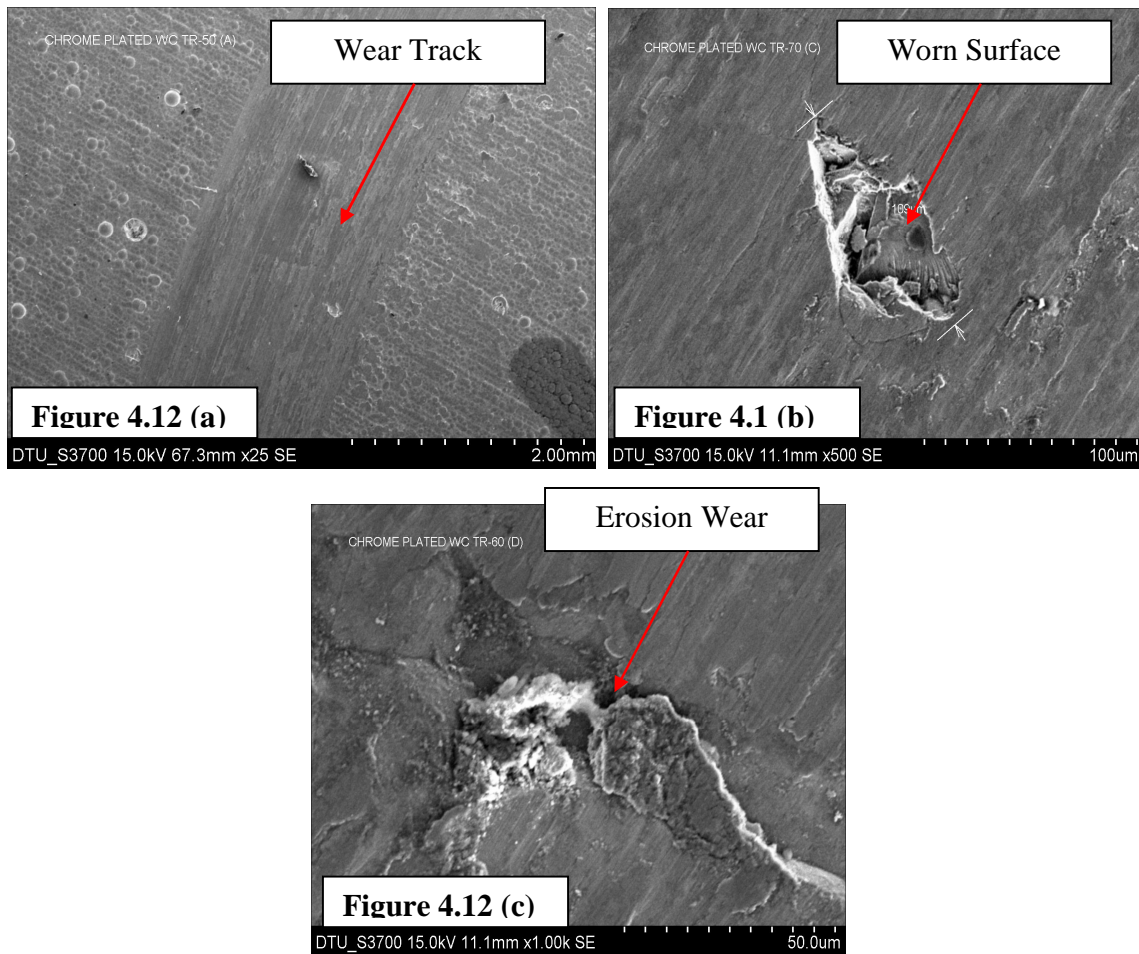 CHROME PLATED WC TR-50 (A)
Wear Track
Figure 4.12 (a)
DTU_S3700 15.0kV 67.3mm x25 SE 2.00mm
CHROME PLATED WC TR-70 (C)
Worn Surface
Figure 4.1 (b)
DTU_S3700 15.0kV 11.1mm x500 SE 100um
CHROME PLATED WC TR-60 (D)
Erosion Wear
Figure 4.12 (c)
DTU_S3700 15.0kV 11.1mm x1.00k SE 50.0um